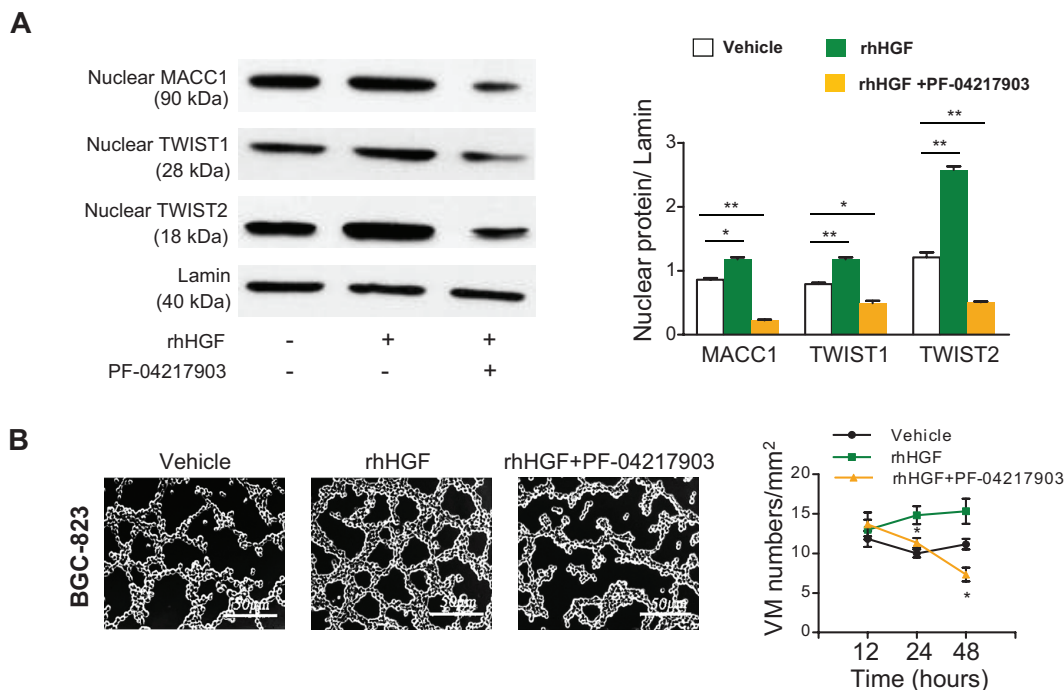 A
Nuclear MACC1
(90 kDa)
Nuclear TWIST1
(28 kDa)
Nuclear TWIST2
(18 kDa)
Lamin
(40 kDa)
rhHGF - + +
PF-04217903 - - +
Vehicle
rhHGF
rhHGF +PF-04217903
Nuclear protein/ Lamin
3
2
1
0
** * * ** ** **
MACC1 TWIST1 TWIST2
B
Vehicle rhHGF rhHGF+PF-04217903
BGC-823
50um 50um 50um
Vehicle
rhHGF
rhHGF+PF-04217903
VM numbers/mm2
20
15
10
5
0
*
*
12 24 48
Time (hours)